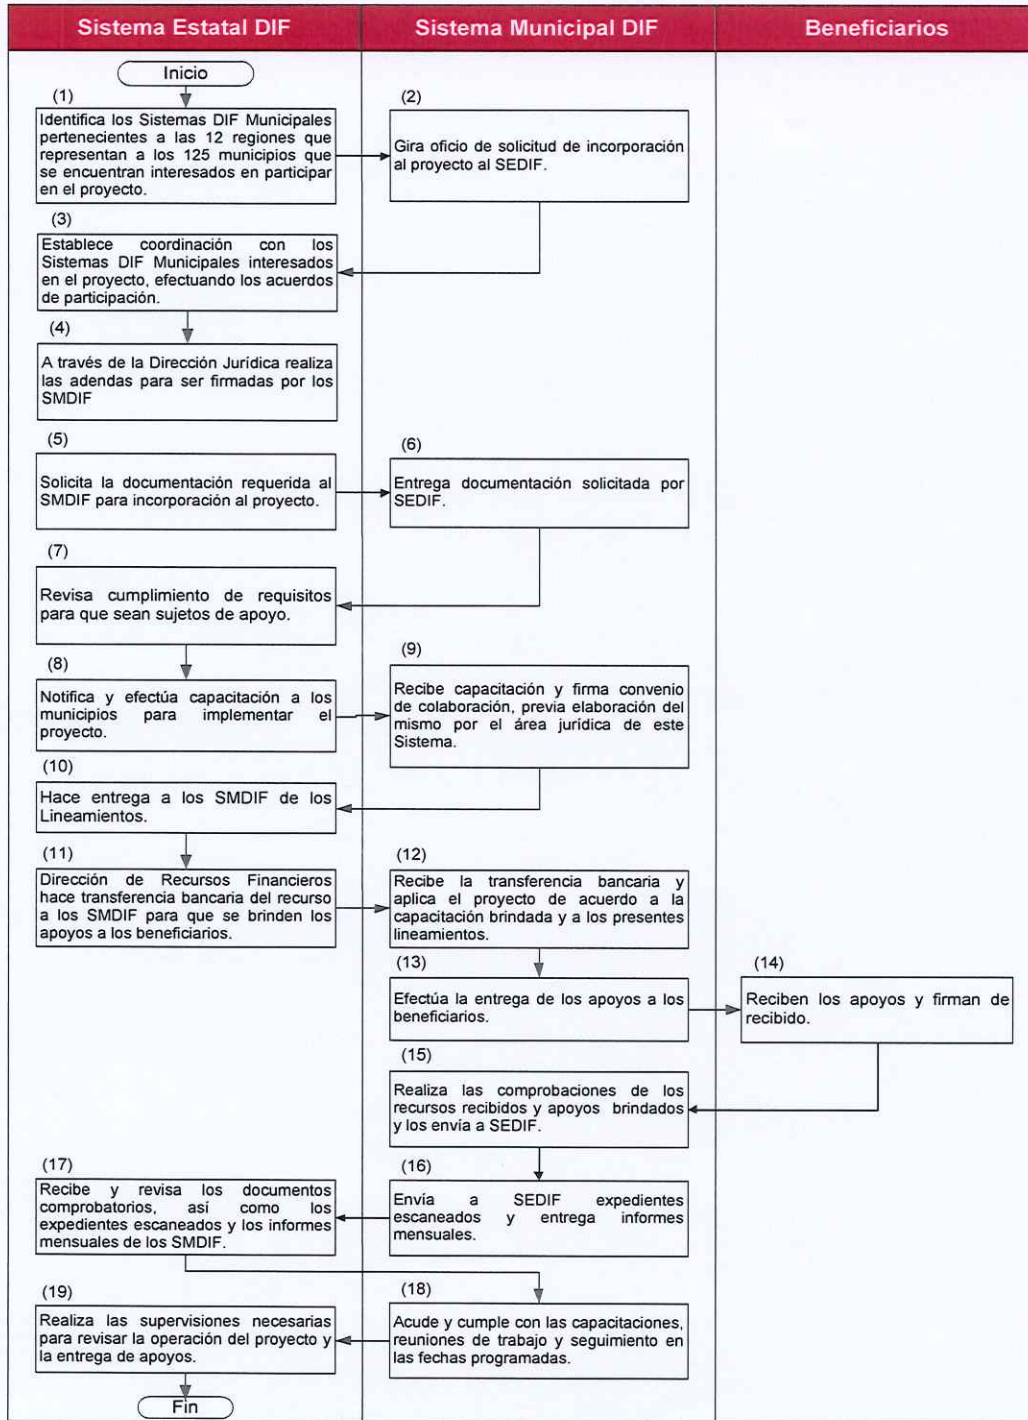 Sistema Estatal DIF
Sistema Municipal DIF
Beneficiarios
Inicio
(1)
Identifica los Sistemas DIF Municipales
pertenecientes a las 12 regiones que
representan a los 125 municipios que
se encuentran interesados en participar
en el proyecto.
(2)
Gira oficio de solicitud de incorporación
al proyecto al SEDIF.
(3)
Establece coordinación con los
Sistemas DIF Municipales interesados
en el proyecto, efectuando los acuerdos
de participación.
(4)
A través de la Dirección Jurídica realiza
las adendas para ser firmadas por los
SMDIF
(5)
Solicita la documentación requerida al
SMDIF para incorporación al proyecto.
(6)
Entrega documentación solicitada por
SEDIF.
(7)
Revisa cumplimiento de requisitos
para que sean sujetos de apoyo.
(8)
Notifica y efectúa capacitación a los
municipios para implementar el
proyecto.
(9)
Recibe capacitación y firma convenio
de colaboración, previa elaboración del
mismo por el área jurídica de este
Sistema.
(10)
Hace entrega a los SMDIF de los
Lineamientos.
(11)
Dirección de Recursos Financieros
hace transferencia bancaria del recurso
a los SMDIF para que se brinden los
apoyos a los beneficiarios.
(12)
Recibe la transferencia bancaria y
aplica el proyecto de acuerdo a la
capacitación brindada y a los presentes
lineamientos.
(13)
Efectúa la entrega de los apoyos a los
beneficiarios.
(14)
Reciben los apoyos y firman de
recibido.
(15)
Realiza las comprobaciones de los
recursos recibidos y apoyos brindados
y los envía a SEDIF.
(16)
Envía a SEDIF expedientes
escaneados y entrega informes
mensuales.
(17)
Recibe y revisa los documentos
comprobatorios, así como los
expedientes escaneados y los informes
mensuales de los SMDIF.
(18)
Acude y cumple con las capacitaciones,
reuniones de trabajo y seguimiento en
las fechas programadas.
(19)
Realiza las supervisiones necesarias
para revisar la operación del proyecto y
la entrega de apoyos.
Fin